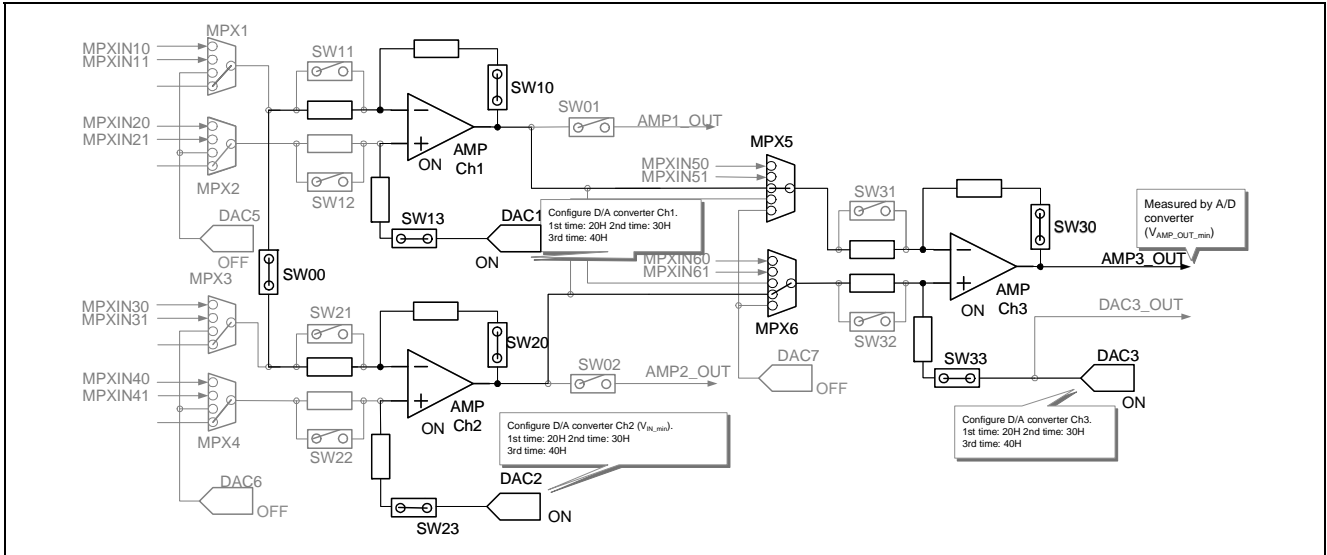 MPX1
MPXIN10
MPXIN11
SW11
SW10
MPXIN20
MPXIN21
MPX2
SW12
AMP
Ch1
ON
SW01
AMP1_OUT
DAC5
OFF
SW13
DAC1
ON
Configure D/A converter Ch1.
1st time: 20H 2nd time: 30H
3rd time: 40H
MPX5
MPXIN50
MPXIN51
SW31
SW30
Measured by A/D
converter
(VAMP_OUT_min)
AMP3_OUT
MPX3
SW00
MPXIN60
MPXIN61
MPX6
SW32
AMP
Ch3
ON
DAC3_OUT
MPXIN30
MPXIN31
SW21
SW20
SW02
AMP2_OUT
DAC7
OFF
SW33
DAC3
ON
MPXIN40
MPXIN41
MPX4
SW22
AMP
Ch2
ON
Configure D/A converter Ch2 (VIN_min).
1st time: 20H 2nd time: 30H
3rd time: 40H
Configure D/A converter Ch3.
1st time: 20H 2nd time: 30H
3rd time: 40H
DAC6
OFF
SW23
DAC2
ON